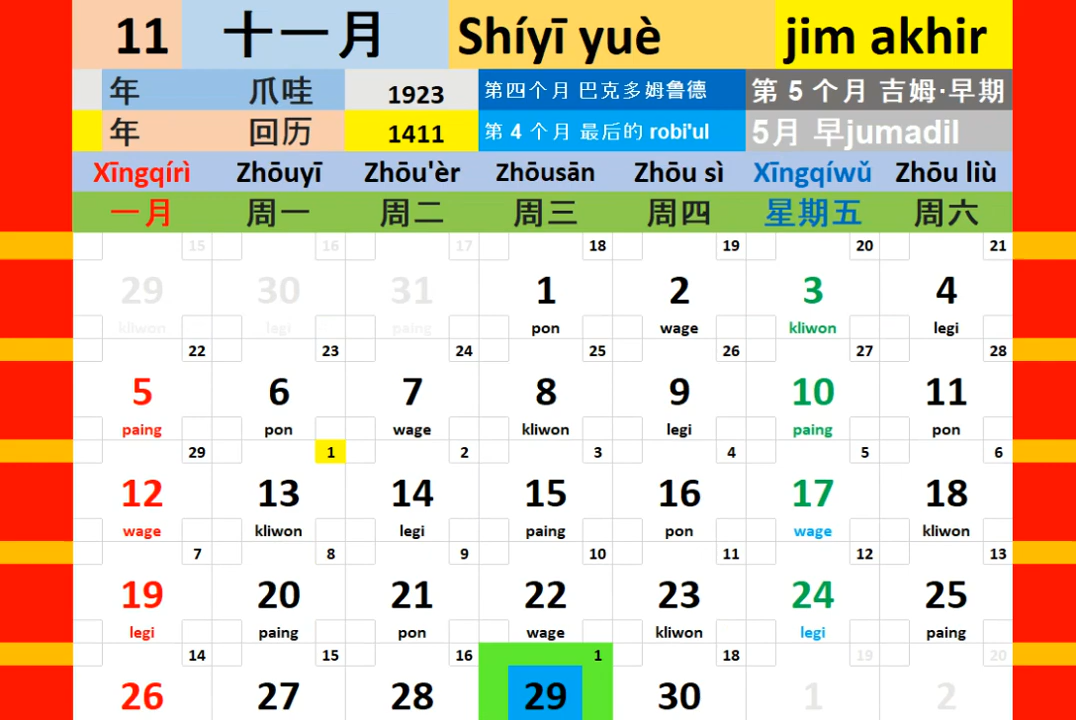 11 十一月 Shíyī yuè jim akhir
年 爪哇 1923 第四个月 巴克多姆鲁德 第 5 个月 吉姆·早期
年 回历 1411 第 4 个月 最后的 robi'ul 5月 早jumadil
Xīngqírì Zhōuyī Zhōu'èr Zhōusān Zhōu sì Xīngqíwǔ Zhōu liù
一月 周一 周二 周三 周四 星期五 周六
15 16 17 18 19 20 21
29 30 31 1 2 3 4
kliwon legi paing pon wage kliwon legi
22 23 24 25 26 27 28
5 6 7 8 9 10 11
paing pon wage kliwon legi paing pon
29 1 2 3 4 5 6
12 13 14 15 16 17 18
wage kliwon legi paing pon wage kliwon
7 8 9 10 11 12 13
19 20 21 22 23 24 25
legi paing pon wage kliwon legi paing
14 15 16 1 18 19 20
26 27 28 29 30 1 2